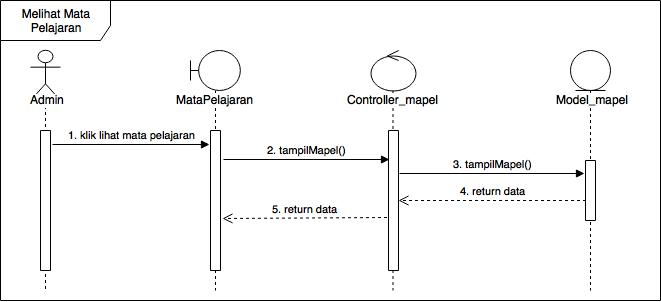 Melihat Mata
Pelajaran
Admin
MataPelajaran
Controller_mapel
Model_mapel
1. klik lihat mata pelajaran
2. tampilMapel()
3. tampilMapel()
4. return data
5. return data